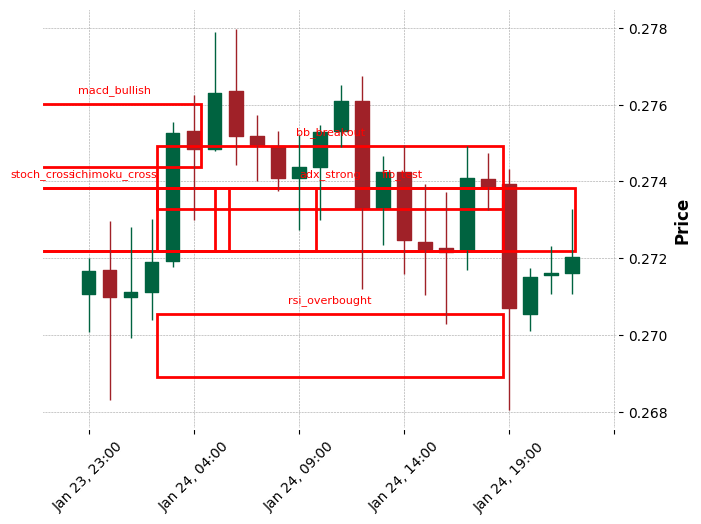 0.278
macd_bullish
0.276
bb_breakout
stoch_cross
ichimoku_cross
adx_strong
0.274
Price
0.272
rsi_overbought
0.270
0.268
Jan 23, 23:00
Jan 24, 04:00
Jan 24, 09:00
Jan 24, 14:00
Jan 24, 19:00